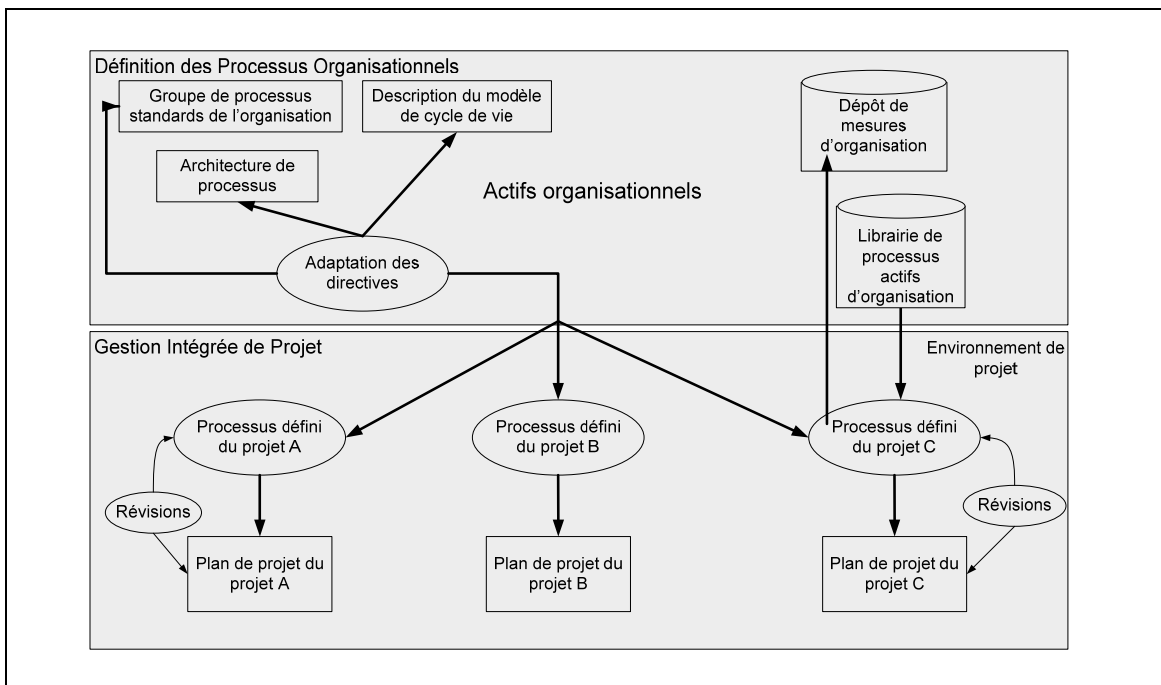 Définition des Processus Organisationnels
Groupe de processus
standards de l'organisation
Description du modèle
de cycle de vie
Dépôt de
mesures
d'organisation
Architecture de
processus
Actifs organisationnels
Librairie de
processus
actifs
d'organisation
Adaptation des
directives
Gestion Intégrée de Projet
Environnement de
projet
Processus défini
du projet A
Processus défini
du projet B
Processus défini
du projet C
Révisions
Révisions
Plan de projet du
projet A
Plan de projet du
projet B
Plan de projet du
projet C